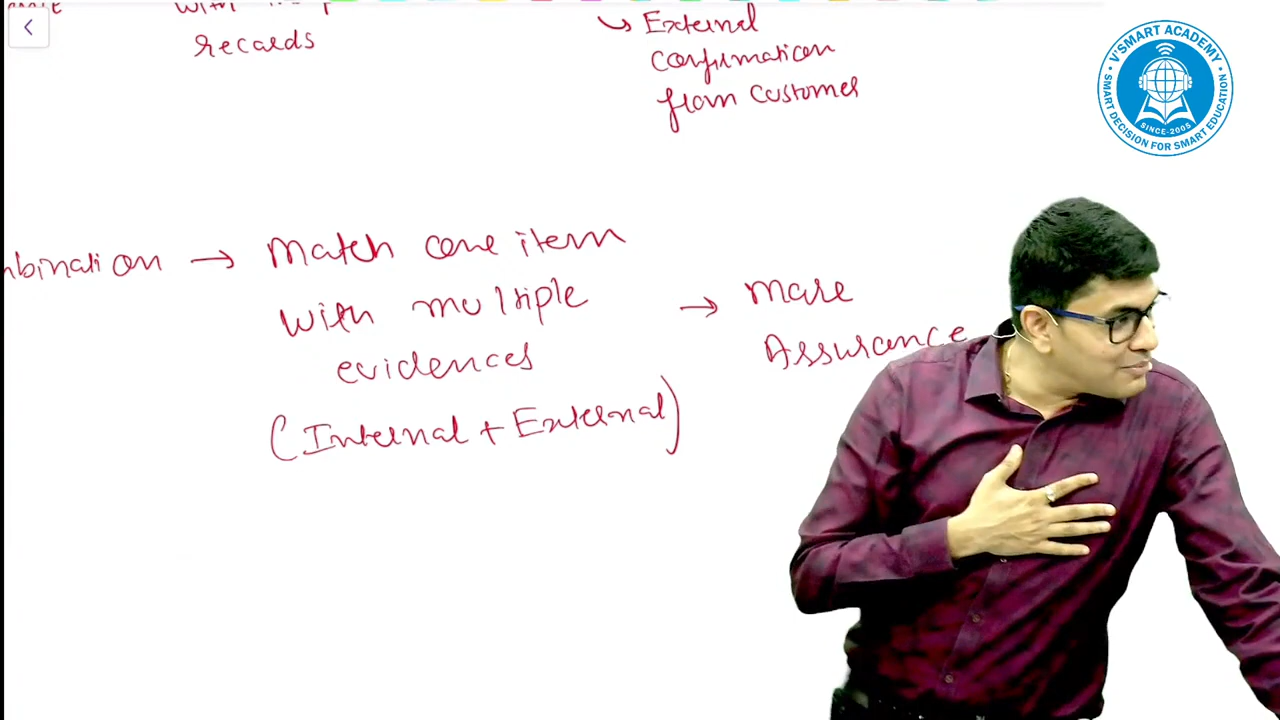 records
↳ External
confirmation
from customer
mbination → Match one item
with multiple
evidences
(Internal + External)
→ More
Assurance
V'SMART ACADEMY
SMART DECISION FOR SMART EDUCATION
SINCE-2005